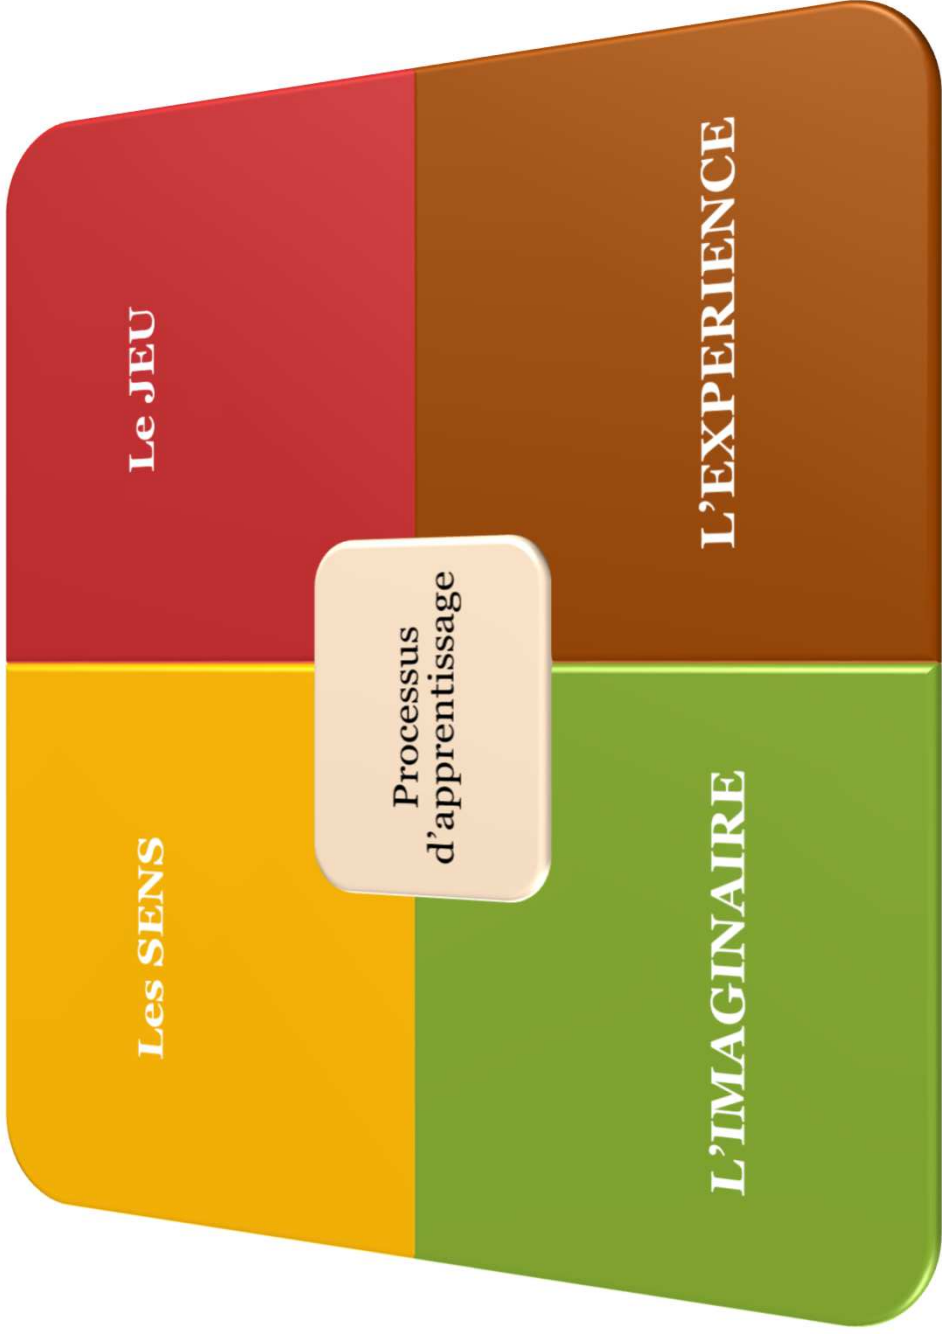 Les SENS
Le JEU
Processus
d’apprentissage
L’IMAGINAIRE
L’EXPERIENCE